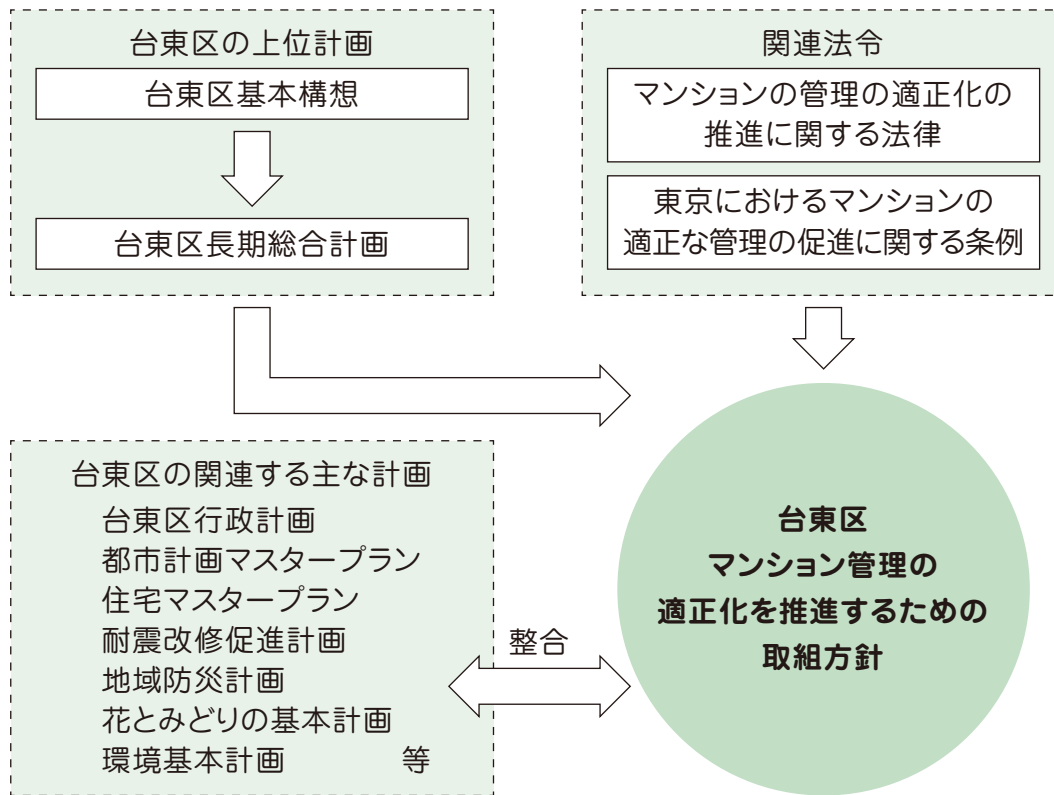 台東区の上位計画
台東区基本構想
台東区長期総合計画
関連法令
マンションの管理の適正化の
推進に関する法律
東京におけるマンションの
適正な管理の促進に関する条例
台東区の関連する主な計画
台東区行政計画
都市計画マスタープラン
住宅マスタープラン
耐震改修促進計画
地域防災計画
花とみどりの基本計画
環境基本計画 等
整合
台東区
マンション管理の
適正化を推進するための
取組方針